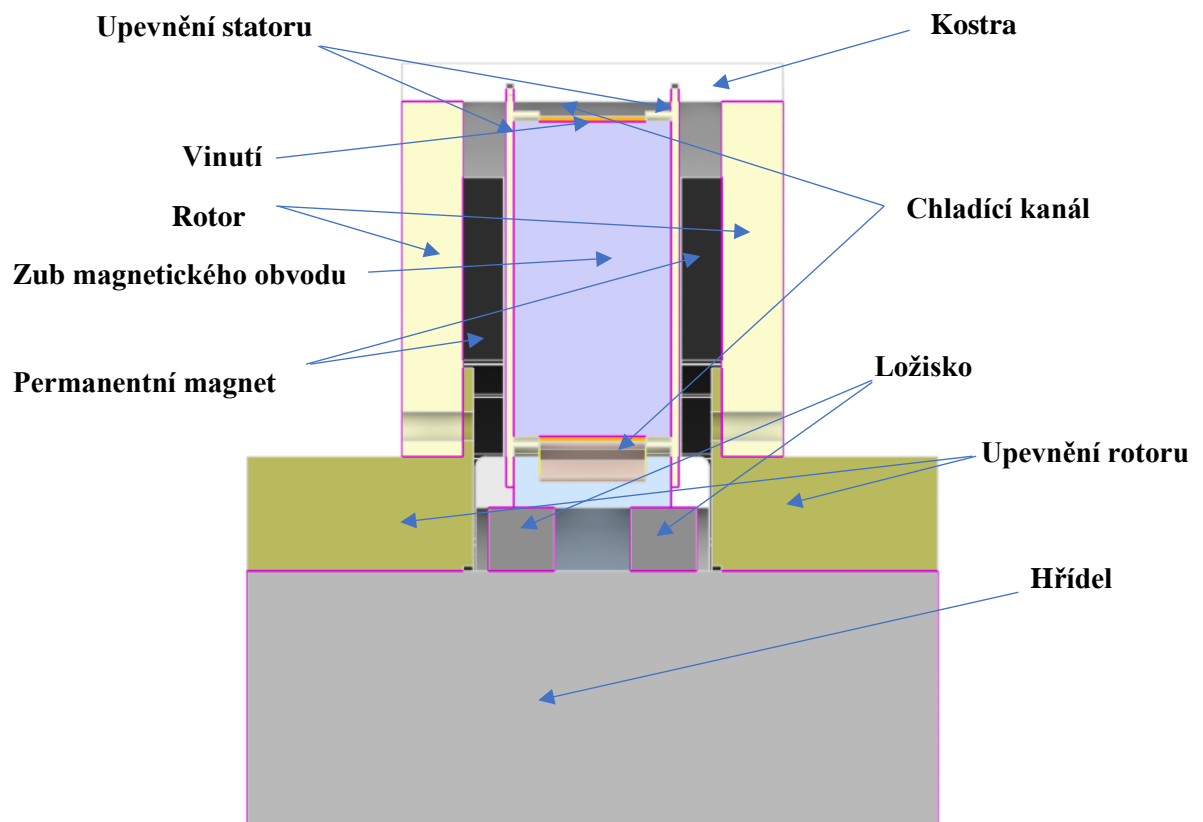 Upevnění statoru
Kostra
Vinutí
Rotor
Chladící kanál
Zub magnetického obvodu
Permanentní magnet
Ložisko
Upevnění rotoru
Hřídel